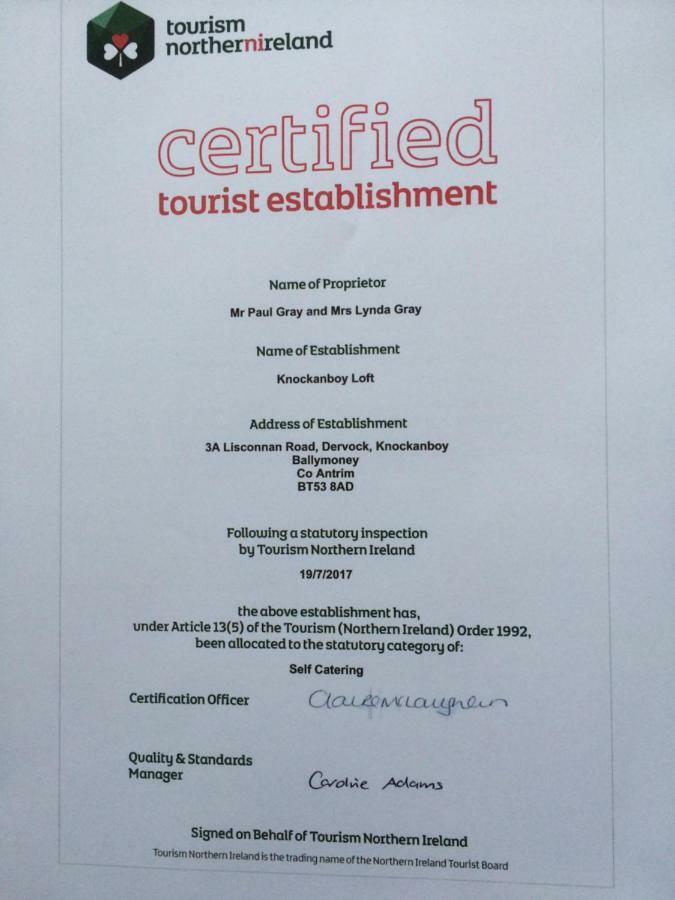 tourism
northernireland
certified
tourist establishment
Name of Proprietor
Mr Paul Gray and Mrs Lynda Gray
Name of Establishment
Knockanboy Loft
Address of Establishment
3A Lisconnan Road, Dervock, Knockanboy
Ballymoney
Co Antrim
BT53 8AD
Following a statutory inspection
by Tourism Northern Ireland
19/7/2017
the above establishment has,
under Article 13(5) of the Tourism (Northern Ireland) Order 1992,
been allocated to the statutory category of:
Self Catering
Certification Officer
Quality & Standards
Manager
Caroline Adams
Signed on Behalf of Tourism Northern Ireland
Tourism Northern Ireland is the trading name of the Northern Ireland Tourist Board